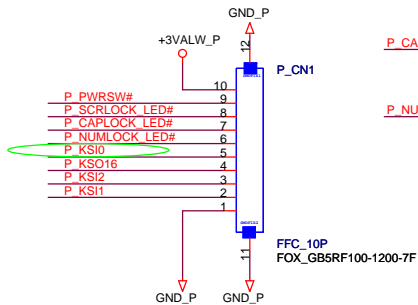 GND_P
+3VALW_P
12
P_CN1
P_CA
10
P_PWRSW#
9
P_SCRLOCK_LED#
8
P_CAPLOCK_LED#
7
P_NU
P_NUMLOCK_LED#
6
P_KSI0
5
P_KSO16
4
P_KSI2
3
P_KSI1
2
1
11
FFC_10P
FOX_GB5RF100-1200-7F
GND_P
GND_P